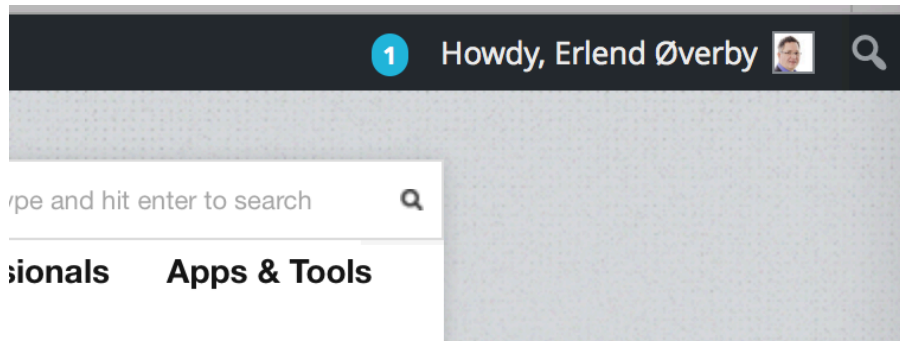 1 Howdy, Erlend Øverby
ype and hit enter to search
sionals Apps & Tools